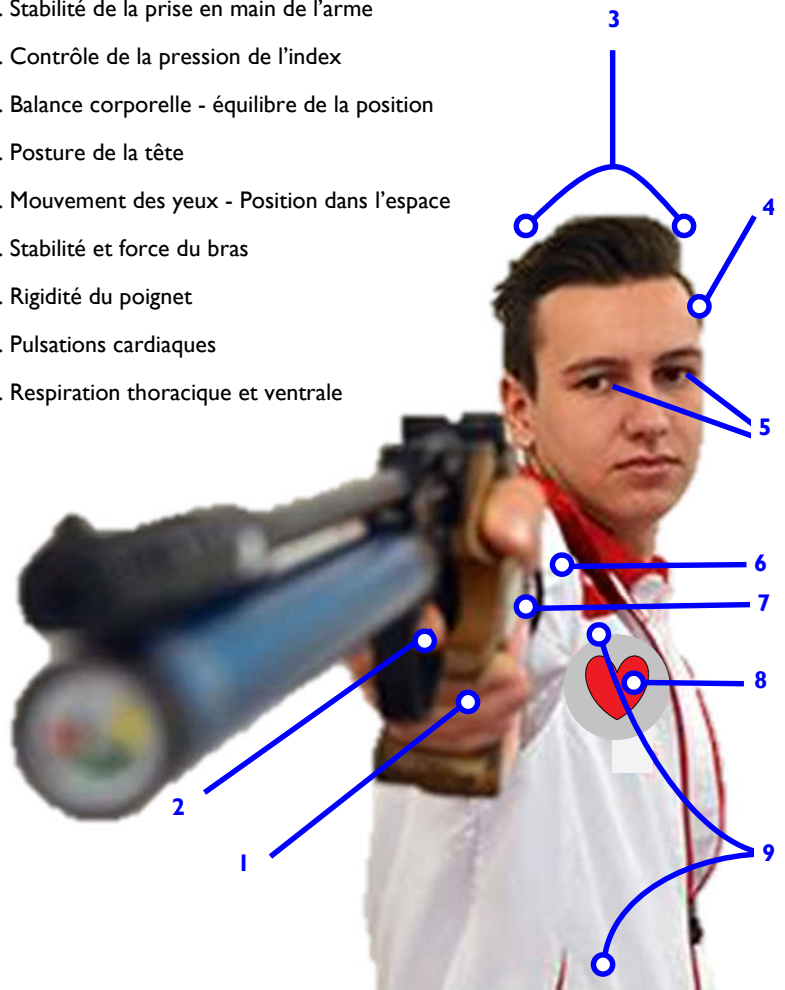 . Stabilité de la prise en main de l’arme
. Contrôle de la pression de l’index
. Balance corporelle - équilibre de la position
. Posture de la tête
. Mouvement des yeux - Position dans l’espace
. Stabilité et force du bras
. Rigidité du poignet
. Pulsations cardiaques
. Respiration thoracique et ventrale
3
4
5
6
7
8
2
1
9